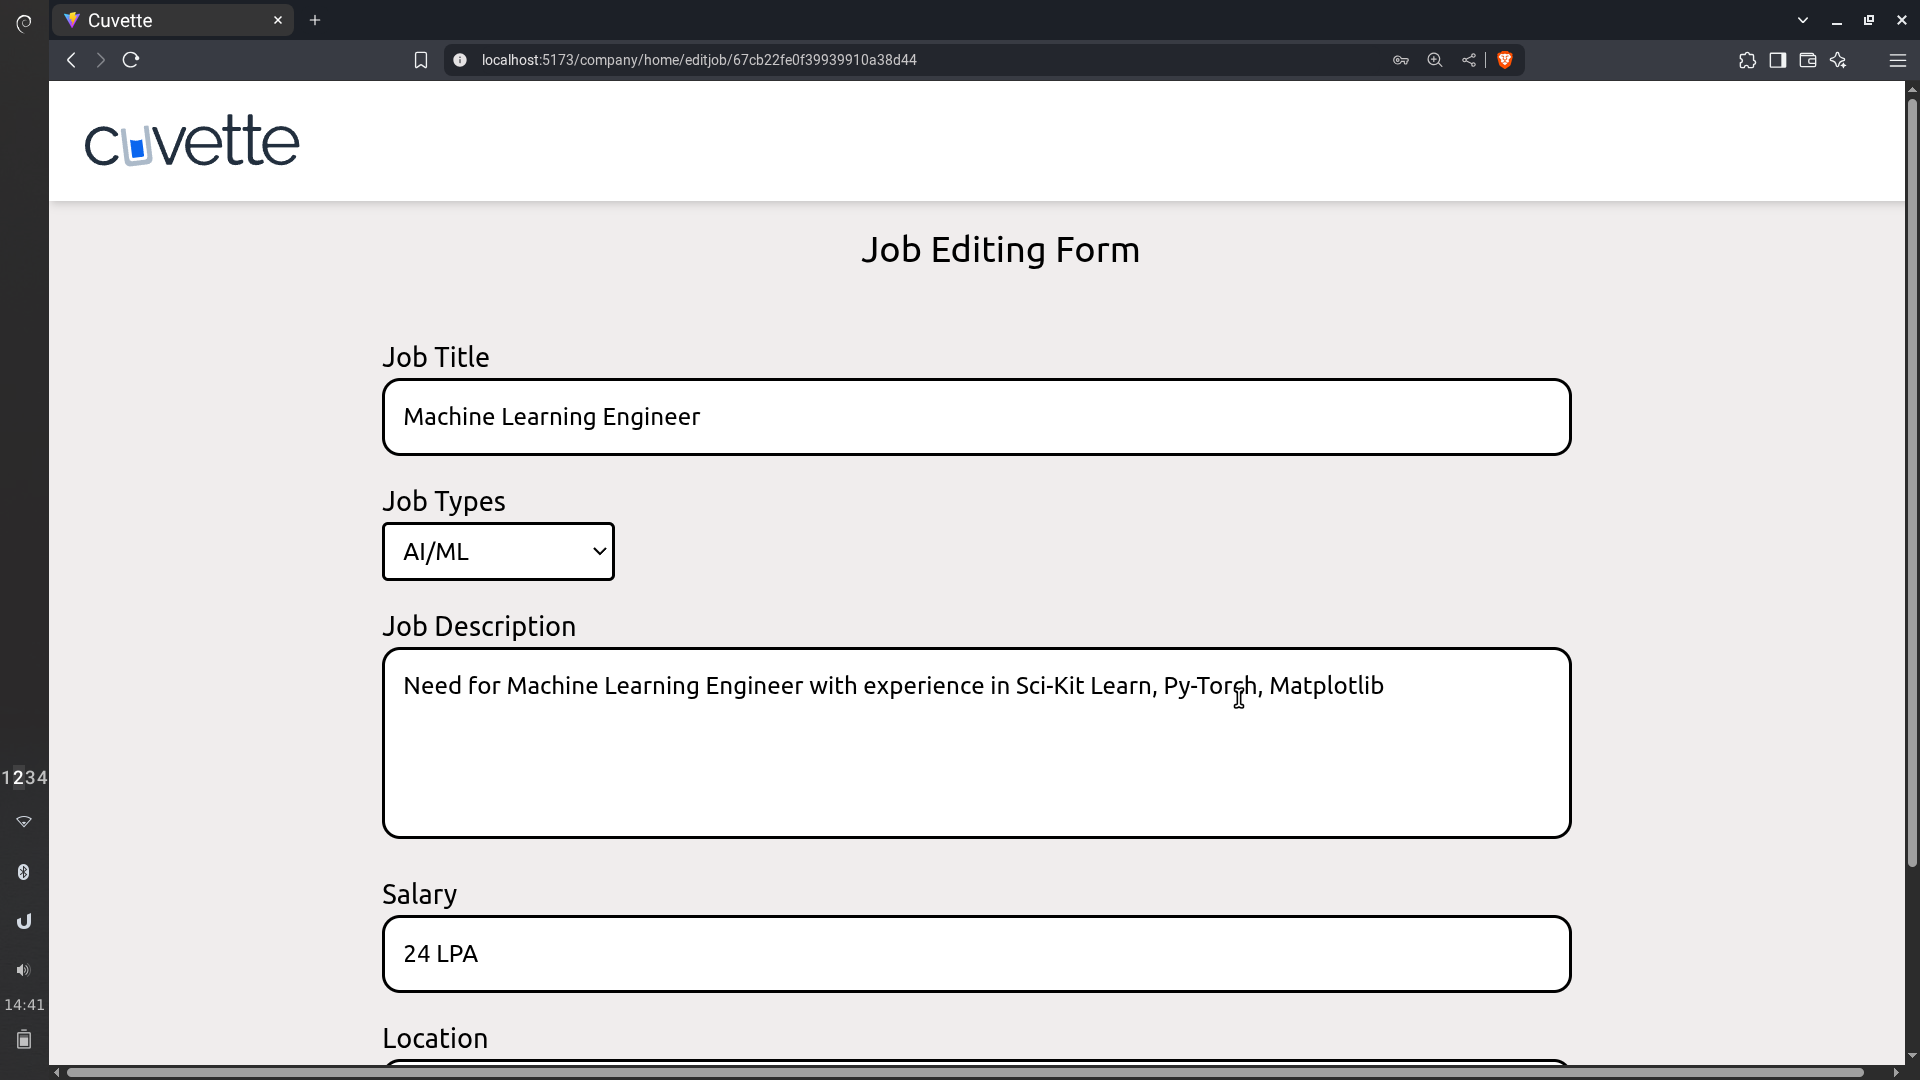 Cuvette
localhost:5173/company/home/editjob/67cb22fe0f39939910a38d44
cuvette
Job Editing Form
Job Title
Machine Learning Engineer
Job Types
AI/ML
Job Description
Need for Machine Learning Engineer with experience in Sci-Kit Learn, Py-Torch, Matplotlib
Salary
24 LPA
Location
1234
14:41